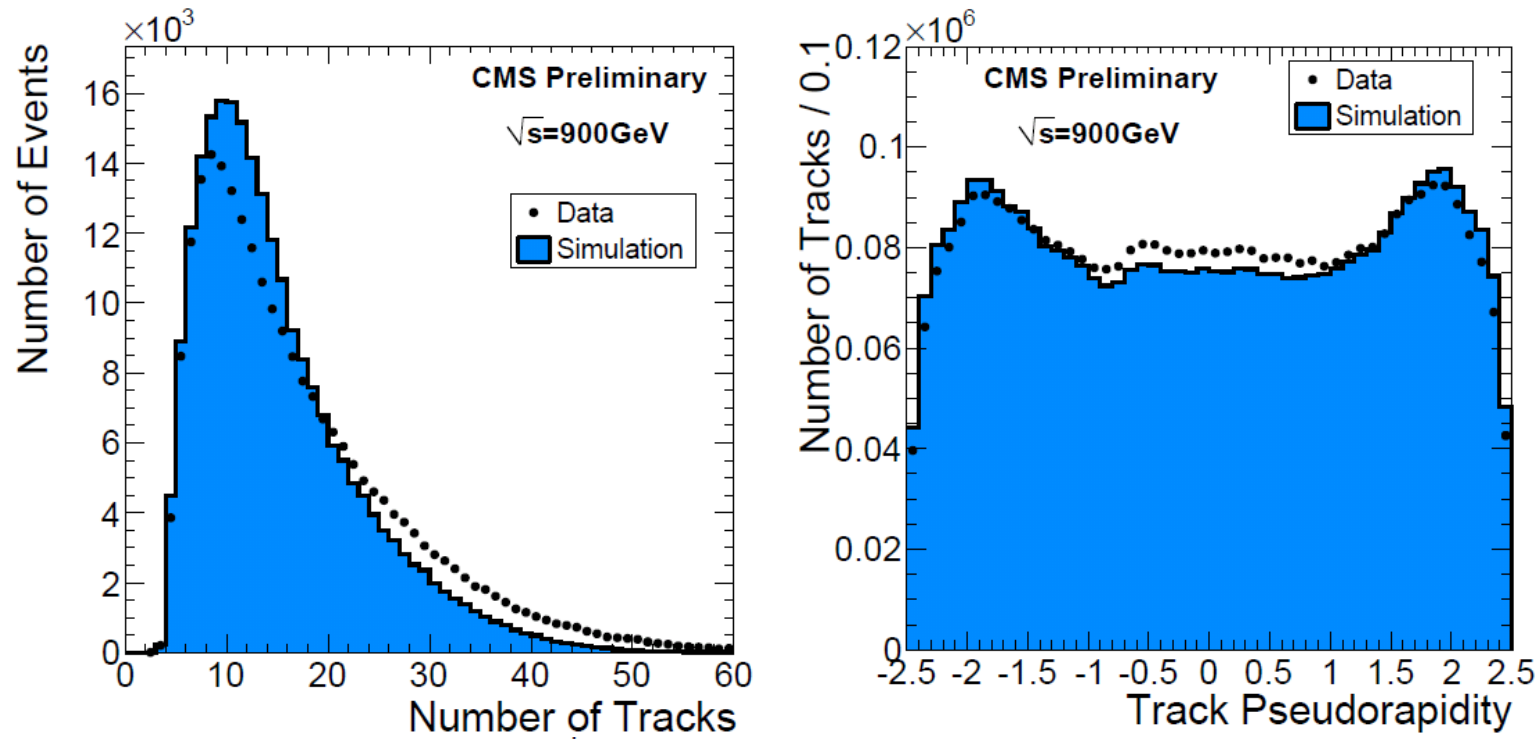 ×10³
Number of Events
16
14
12
10
8
6
4
2
0
CMS Preliminary
√s=900GeV
Data
Simulation
0 10 20 30 40 50 60
Number of Tracks
×10⁶
Number of Tracks / 0.1
0.12
0.1
0.08
0.06
0.04
0.02
0
CMS Preliminary
√s=900GeV
Data
Simulation
-2.5 -2 -1.5 -1 -0.5 0 0.5 1 1.5 2 2.5
Track Pseudorapidity